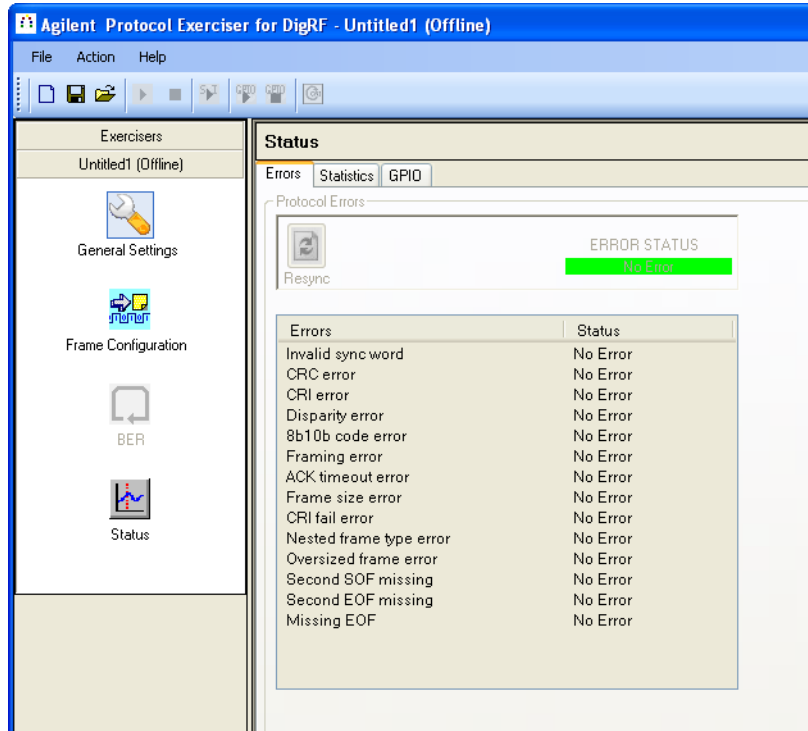 Agilent Protocol Exerciser for DigRF - Untitled1 (Offline)
File Action Help
Exercisers
Untitled1 (Offline)
General Settings
Frame Configuration
BER
Status
Status
Errors Statistics GPIO
Protocol Errors
Resync
ERROR STATUS
No Error
Errors Status
Invalid sync word No Error
CRC error No Error
CRI error No Error
Disparity error No Error
8b10b code error No Error
Framing error No Error
ACK timeout error No Error
Frame size error No Error
CRI fail error No Error
Nested frame type error No Error
Oversized frame error No Error
Second SOF missing No Error
Second EOF missing No Error
Missing EOF No Error